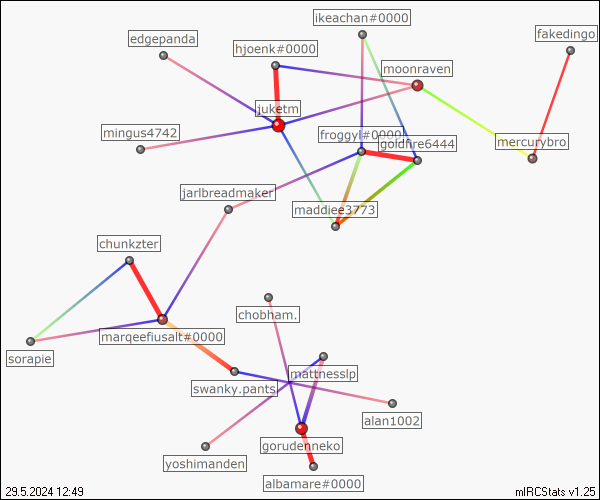 ikeachan#0000
edgepanda
hjoenk#0000
fakedingo
moonraven
juketm
mingus4742
froggyl#0000
goldfire6444
mercurybro
jarlbreadmaker
maddiee3773
chunkzter
chobham.
marqeefiusalt#0000
sorapie
mattnesslp
swanky.pants
alan1002
gorudenneko
yoshimanden
albamare#0000
29.5.2024 12:49
mIRCStats v1.25